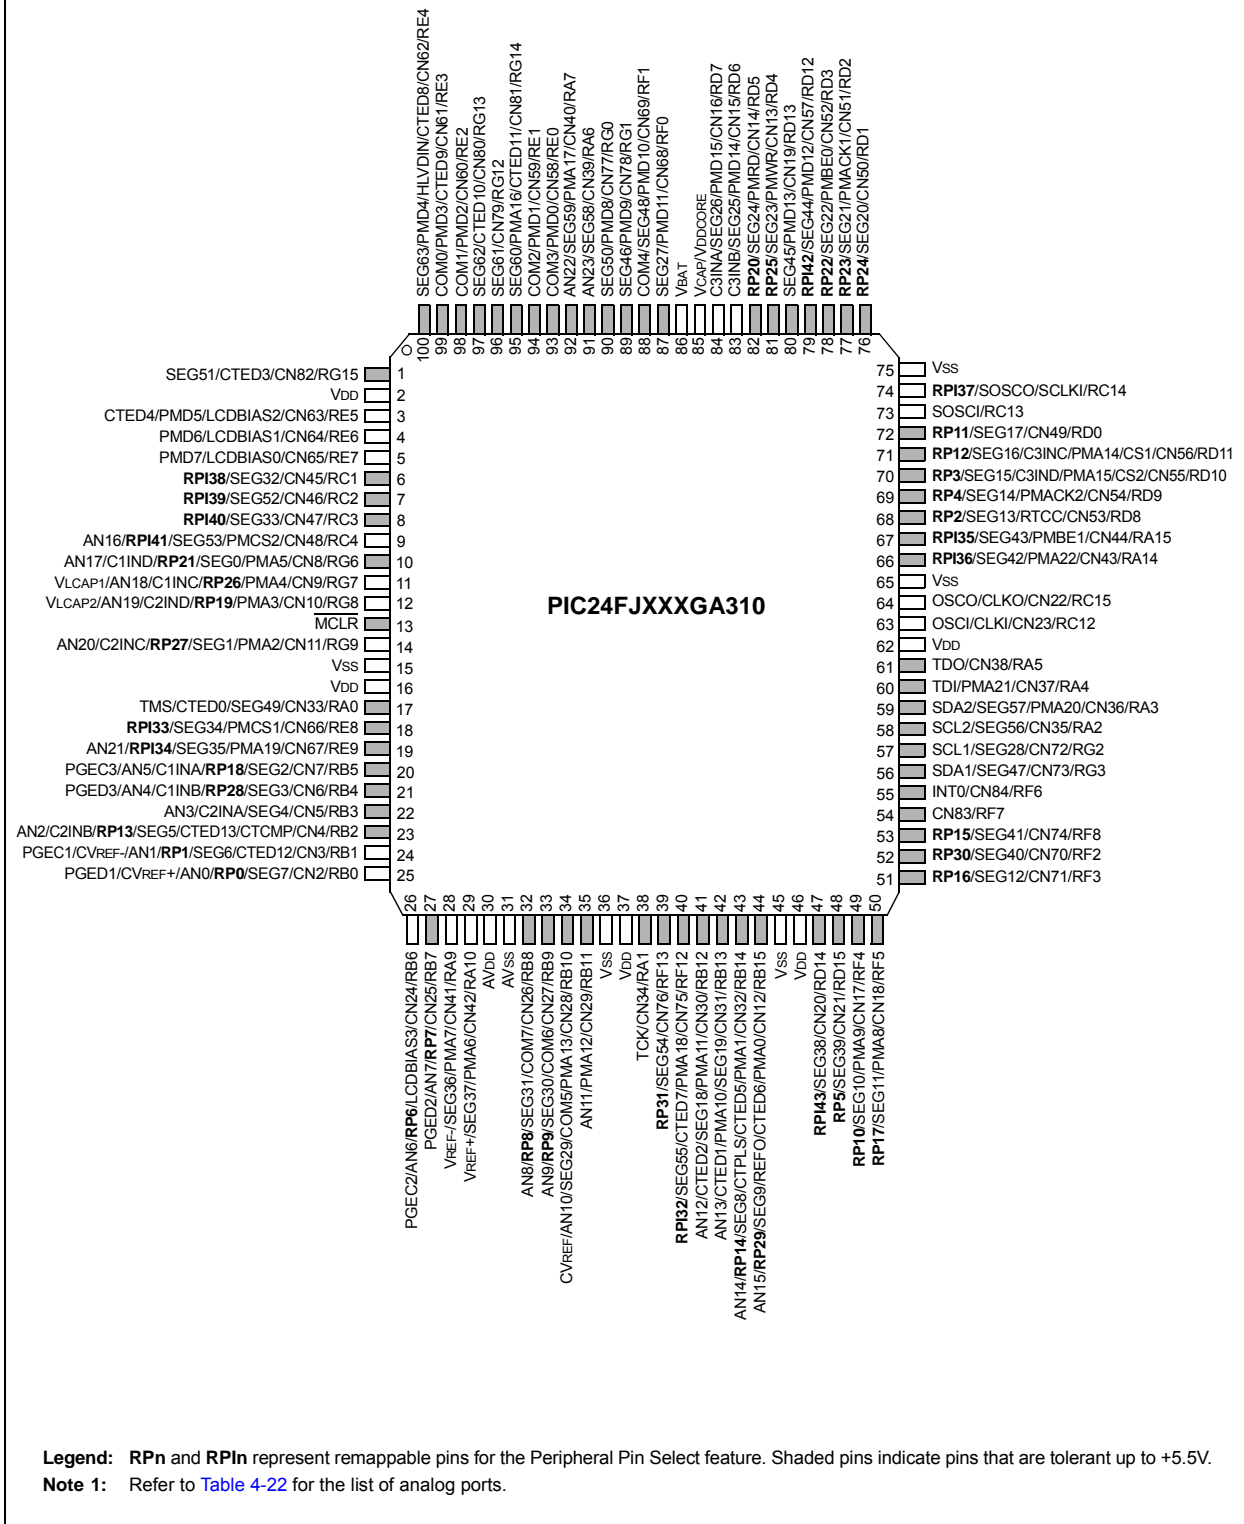 SEG63/PMD4/HLVDIN/CTED8/CN62/RE4
COM0/PMD3/CTED9/CN61/RE3
COM1/PMD2/CN60/RE2
SEG62/CTED10/CN80/RG13
SEG61/CN79/RG12
SEG60/PMA16/CTED11/CN81/RG14
COM2/PMD1/CN59/RE1
COM3/PMD0/CN58/RE0
AN22/SEG59/PMA17/CN40/RA7
AN23/SEG58/CN39/RA6
SEG50/PMD8/CN77/RG0
SEG46/PMD9/CN78/RG1
COM4/SEG48/PMD10/CN69/RF1
SEG27/PMD11/CN68/RF0
VBAT
VCAP/VDDCORE
C3INA/SEG26/PMD15/CN16/RD7
C3INB/SEG25/PMD14/CN15/RD6
RP20/SEG24/PMRD/CN14/RD5
RP25/SEG23/PMWR/CN13/RD4
SEG45/PMD13/CN19/RD13
RPI42/SEG44/PMD12/CN57/RD12
RP22/SEG22/PMBE0/CN52/RD3
RP23/SEG21/PMACK1/CN51/RD2
RP24/SEG20/CN50/RD1
100 99 98 97 96 95 94 93 92 91 90 89 88 87 86 85 84 83 82 81 80 79 78 77 76
SEG51/CTED3/CN82/RG15 1
VDD 2
CTED4/PMD5/LCDBIAS2/CN63/RE5 3
PMD6/LCDBIAS1/CN64/RE6 4
PMD7/LCDBIAS0/CN65/RE7 5
RPI38/SEG32/CN45/RC1 6
RPI39/SEG52/CN46/RC2 7
RPI40/SEG33/CN47/RC3 8
AN16/RPI41/SEG53/PMCS2/CN48/RC4 9
AN17/C1IND/RP21/SEG0/PMA5/CN8/RG6 10
VLCAP1/AN18/C1INC/RP26/PMA4/CN9/RG7 11
VLCAP2/AN19/C2IND/RP19/PMA3/CN10/RG8 12
MCLR 13
AN20/C2INC/RP27/SEG1/PMA2/CN11/RG9 14
VSS 15
VDD 16
TMS/CTED0/SEG49/CN33/RA0 17
RPI33/SEG34/PMCS1/CN66/RE8 18
AN21/RPI34/SEG35/PMA19/CN67/RE9 19
PGEC3/AN5/C1INA/RP18/SEG2/CN7/RB5 20
PGED3/AN4/C1INB/RP28/SEG3/CN6/RB4 21
AN3/C2INA/SEG4/CN5/RB3 22
AN2/C2INB/RP13/SEG5/CTED13/CTCMP/CN4/RB2 23
PGEC1/CVREF-/AN1/RP1/SEG6/CTED12/CN3/RB1 24
PGED1/CVREF+/AN0/RP0/SEG7/CN2/RB0 25
PIC24FJXXXGA310
75 VSS
74 RPI37/SOSCO/SCLKI/RC14
73 SOSCI/RC13
72 RP11/SEG17/CN49/RD0
71 RP12/SEG16/C3INC/PMA14/CS1/CN56/RD11
70 RP3/SEG15/C3IND/PMA15/CS2/CN55/RD10
69 RP4/SEG14/PMACK2/CN54/RD9
68 RP2/SEG13/RTCC/CN53/RD8
67 RPI35/SEG43/PMBE1/CN44/RA15
66 RPI36/SEG42/PMA22/CN43/RA14
65 VSS
64 OSCO/CLKO/CN22/RC15
63 OSCI/CLKI/CN23/RC12
62 VDD
61 TDO/CN38/RA5
60 TDI/PMA21/CN37/RA4
59 SDA2/SEG57/PMA20/CN36/RA3
58 SCL2/SEG56/CN35/RA2
57 SCL1/SEG28/CN72/RG2
56 SDA1/SEG47/CN73/RG3
55 INT0/CN84/RF6
54 CN83/RF7
53 RP15/SEG41/CN74/RF8
52 RP30/SEG40/CN70/RF2
51 RP16/SEG12/CN71/RF3
26 27 28 29 30 31 32 33 34 35 36 37 38 39 40 41 42 43 44 45 46 47 48 49 50
PGEC2/AN6/RP6/LCDBIAS3/CN24/RB6
PGED2/AN7/RP7/CN25/RB7
VREF-/SEG36/PMA7/CN41/RA9
VREF+/SEG37/PMA6/CN42/RA10
AVDD
AVSS
AN8/RP8/SEG31/COM7/CN26/RB8
AN9/RP9/SEG30/COM6/CN27/RB9
CVREF/AN10/SEG29/COM5/PMA13/CN28/RB10
AN11/PMA12/CN29/RB11
VSS
VDD
TCK/CN34/RA1
RP31/SEG54/CN76/RF13
RPI32/SEG55/CTED7/PMA18/CN75/RF12
AN12/CTED2/SEG18/PMA11/CN30/RB12
AN13/CTED1/PMA10/SEG19/CN31/RB13
AN14/RP14/SEG8/CTPLS/CTED5/PMA1/CN32/RB14
AN15/RP29/SEG9/REFO/CTED6/PMA0/CN12/RB15
VSS
VDD
RPI43/SEG38/CN20/RD14
RP5/SEG39/CN21/RD15
RP10/SEG10/PMA9/CN17/RF4
RP17/SEG11/PMA8/CN18/RF5
Legend: RPn and RPIn represent remappable pins for the Peripheral Pin Select feature. Shaded pins indicate pins that are tolerant up to +5.5V.
Note 1: Refer to Table 4-22 for the list of analog ports.